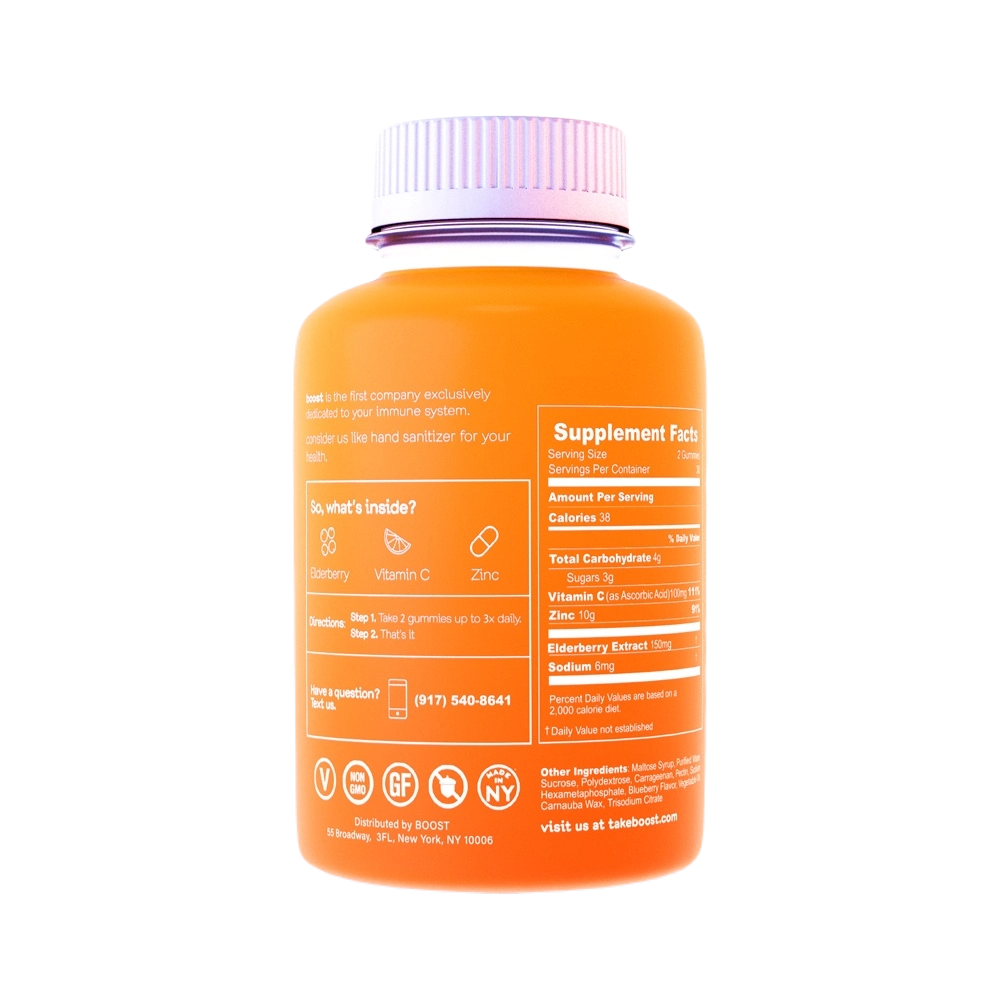 boost is the first company exclusively
dedicated to your immune system.
consider us like hand sanitizer for your
health.
So, what's inside?
Elderberry
Vitamin C
Zinc
Directions:
Step 1. Take 2 gummies up to 3x daily.
Step 2. That's it
Have a question?
Text us.
(917) 540-8641
V
NON
GMO
GF
MADE
IN
NY
Distributed by BOOST
55 Broadway, 3FL, New York, NY 10006
Supplement Facts
Serving Size 2 Gummies
Servings Per Container
Amount Per Serving
Calories 38
% Daily Value
Total Carbohydrate 4g
Sugars 3g
Vitamin C (as Ascorbic Acid) 100mg 111%
Zinc 10g 91%
Elderberry Extract 150mg
Sodium 6mg
Percent Daily Values are based on a
2,000 calorie diet.
† Daily Value not established
Other Ingredients: Maltose Syrup, Purified
Sucrose, Polydextrose, Carrageenan, Pectin, Sodium
Hexametaphosphate, Blueberry Flavor, Vegetable
Carnauba Wax, Trisodium Citrate
visit us at takeboost.com